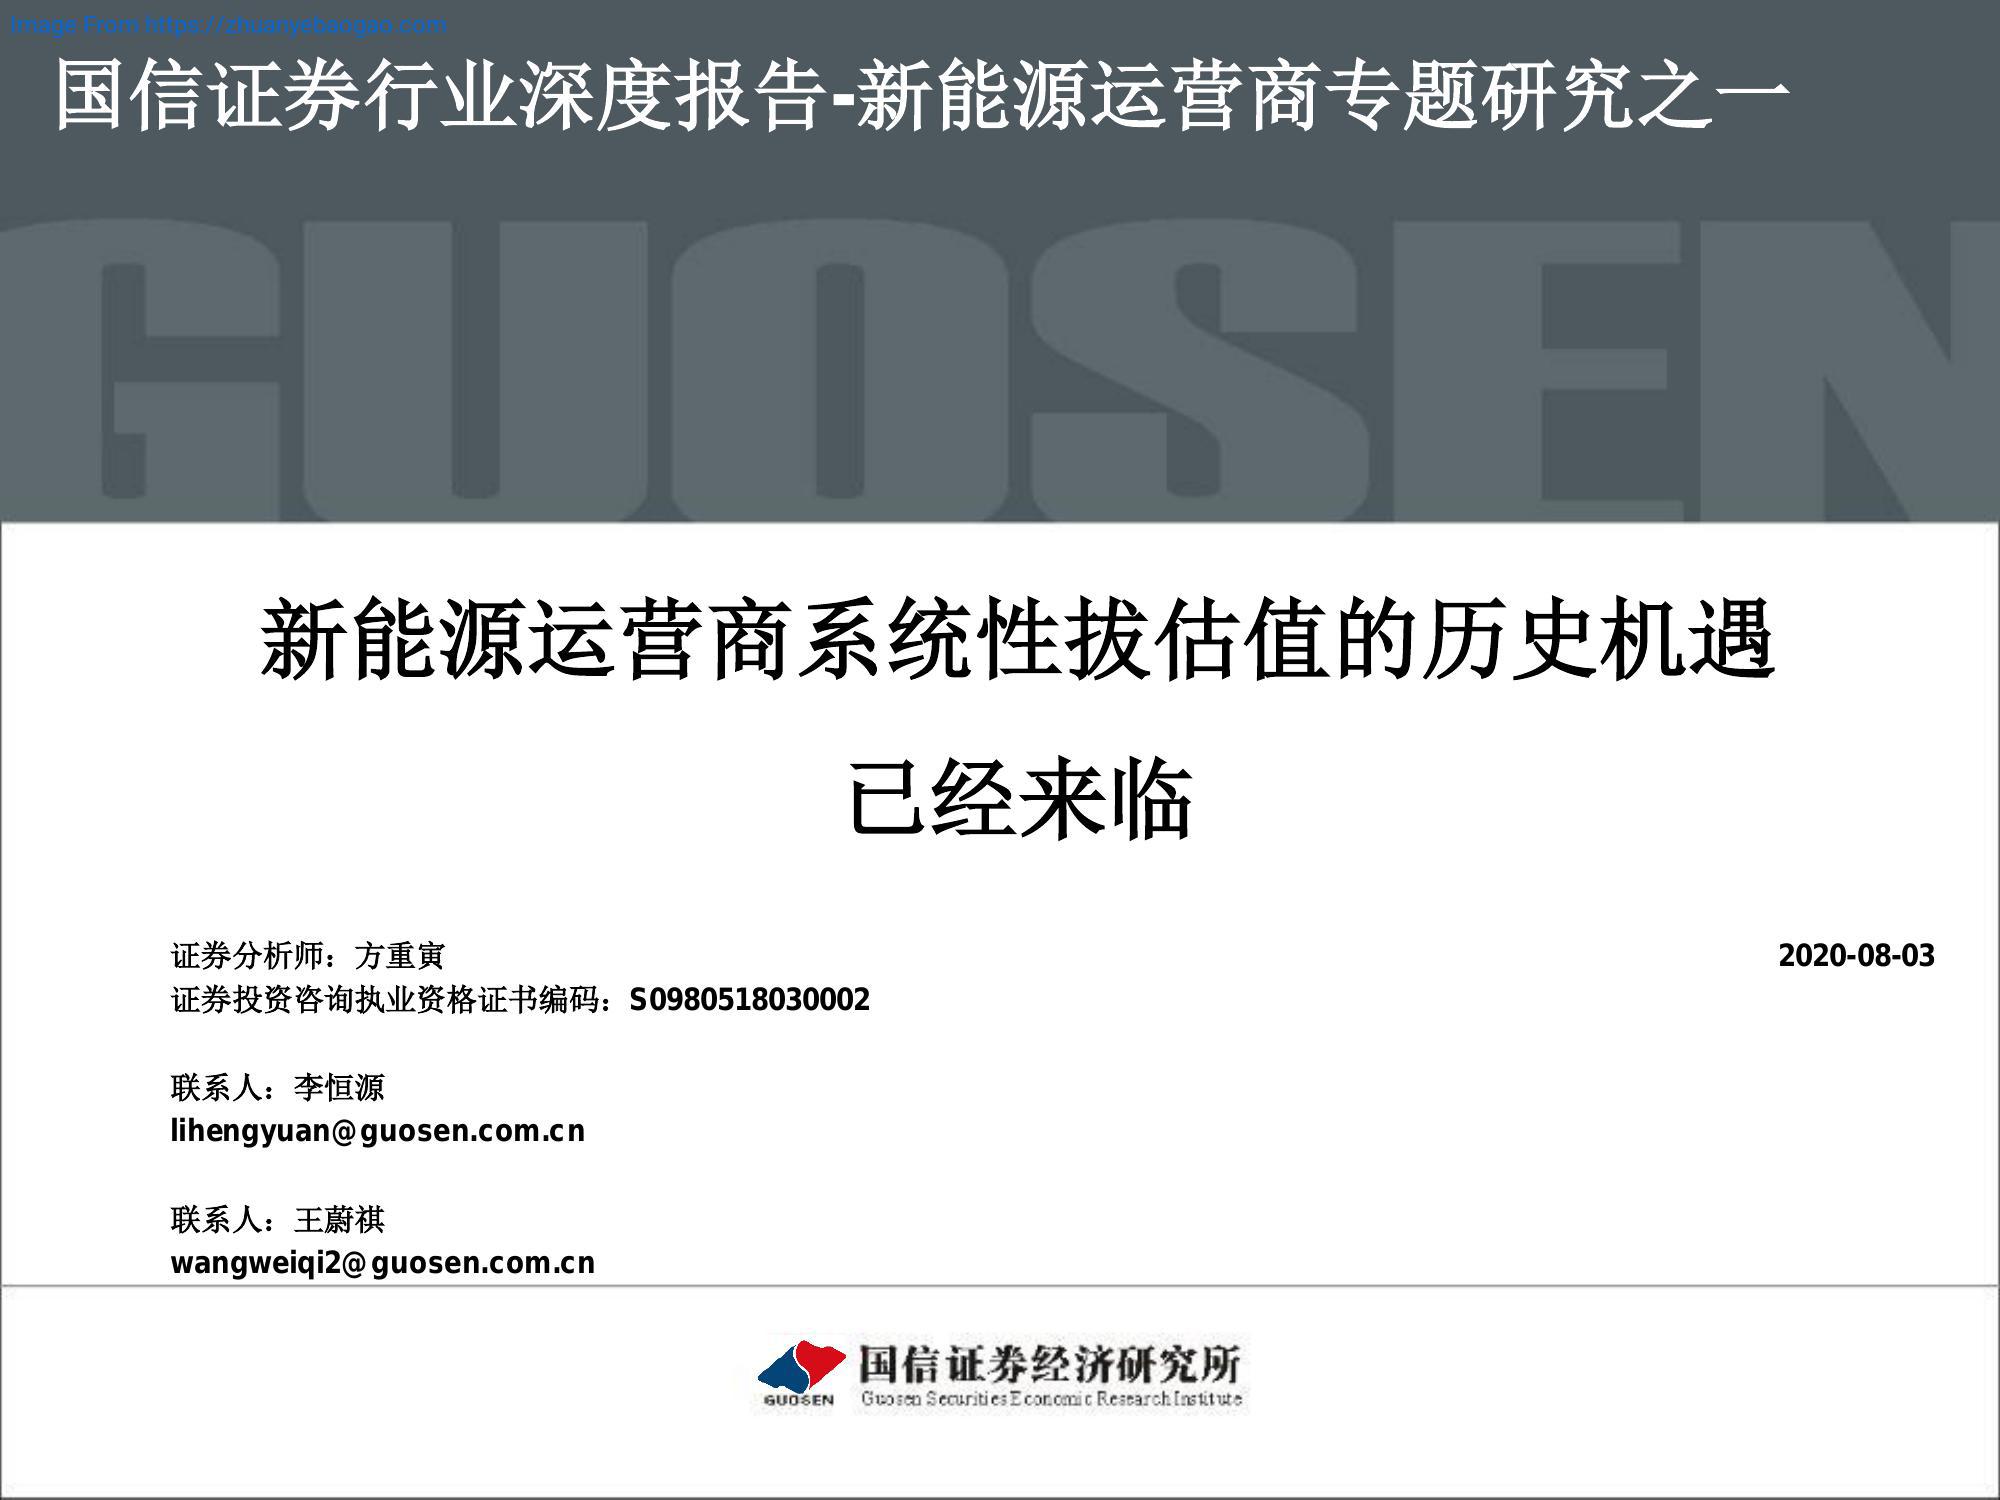 Image From https://zhuanyebaogao.com
国信证券行业深度报告-新能源运营商专题研究之一
GUOSEN
新能源运营商系统性拔估值的历史机遇
已经来临
证券分析师：方重寅
2020-08-03
证券投资咨询执业资格证书编码：S0980518030002
联系人：李恒源
lihengyuan@guosen.com.cn
联系人：王蔚祺
wangweiqi2@guosen.com.cn
国信证券经济研究所
GUOSEN Guosen Securities Economic Research Institute